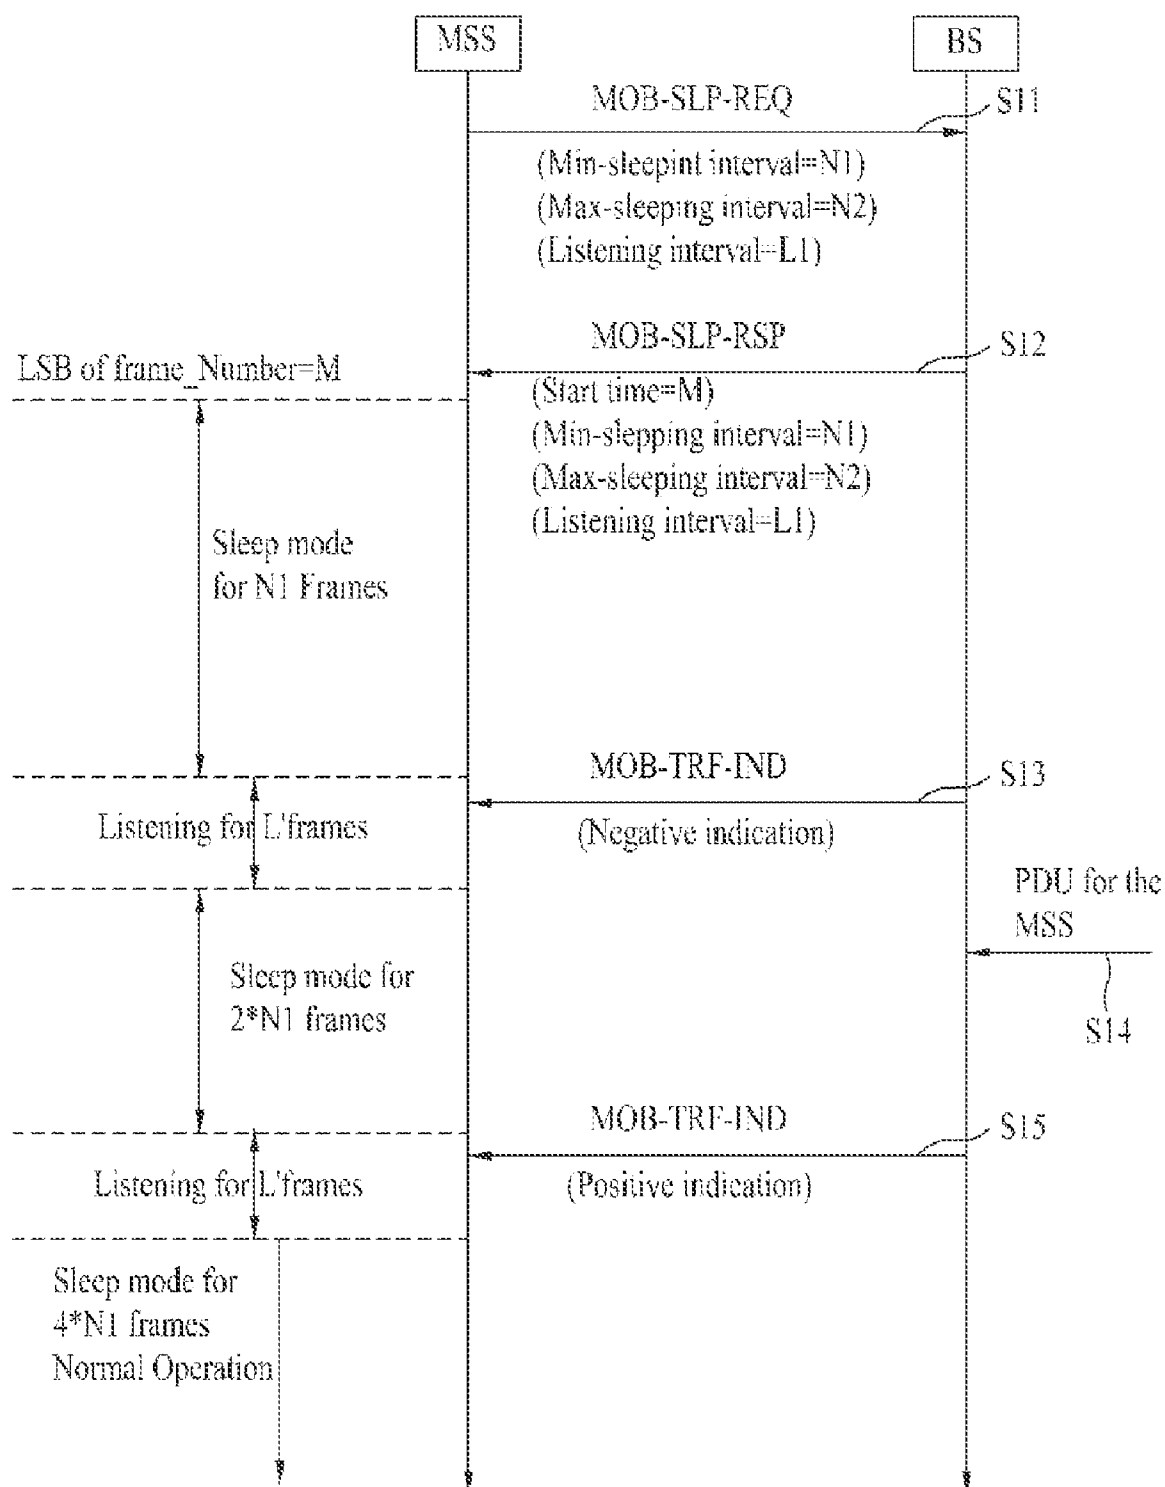 MSS
BS
MOB-SLP-REQ
S11
(Min-sleepint interval=N1)
(Max-sleeping interval=N2)
(Listening interval=L1)
MOB-SLP-RSP
S12
LSB of frame_Number=M
(Start time=M)
(Min-slepping interval=N1)
(Max-sleeping interval=N2)
(Listening interval=L1)
Sleep mode
for N1 Frames
MOB-TRF-IND
S13
Listening for L'frames
(Negative indication)
PDU for the
MSS
Sleep mode for
2*N1 frames
S14
MOB-TRF-IND
S15
Listening for L'frames
(Positive indication)
Sleep mode for
4*N1 frames
Normal Operation